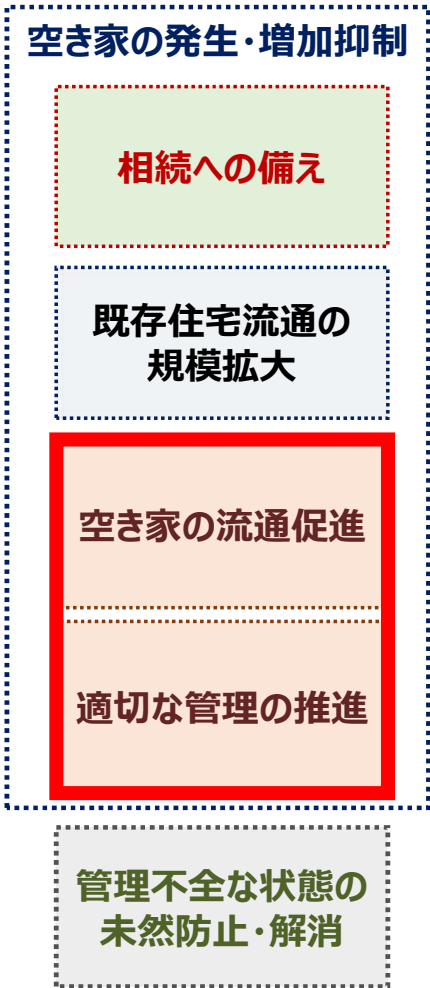 空き家の発生・増加抑制
相続への備え
既存住宅流通の
規模拡大
空き家の流通促進
適切な管理の推進
管理不全な状態の
未然防止・解消